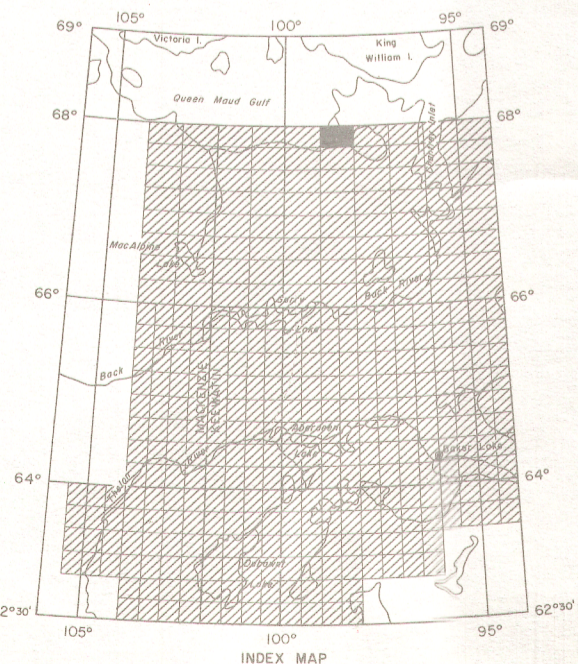 105° 100° 95°
69° 69°
Victoria I.
King
William I.
Queen Maud Gulf
68° 68°
Chantrey Inlet
MacAlpine
Lake
Back River
66° 66°
Garry
Lake
River
Back
MACKENZIE
KEEWATIN
Aberdeen
Lake
Baker Lake
River
Thelon
64° 64°
Dubawnt
Lake
2°30' 62°30'
105° 100° 95°
INDEX MAP